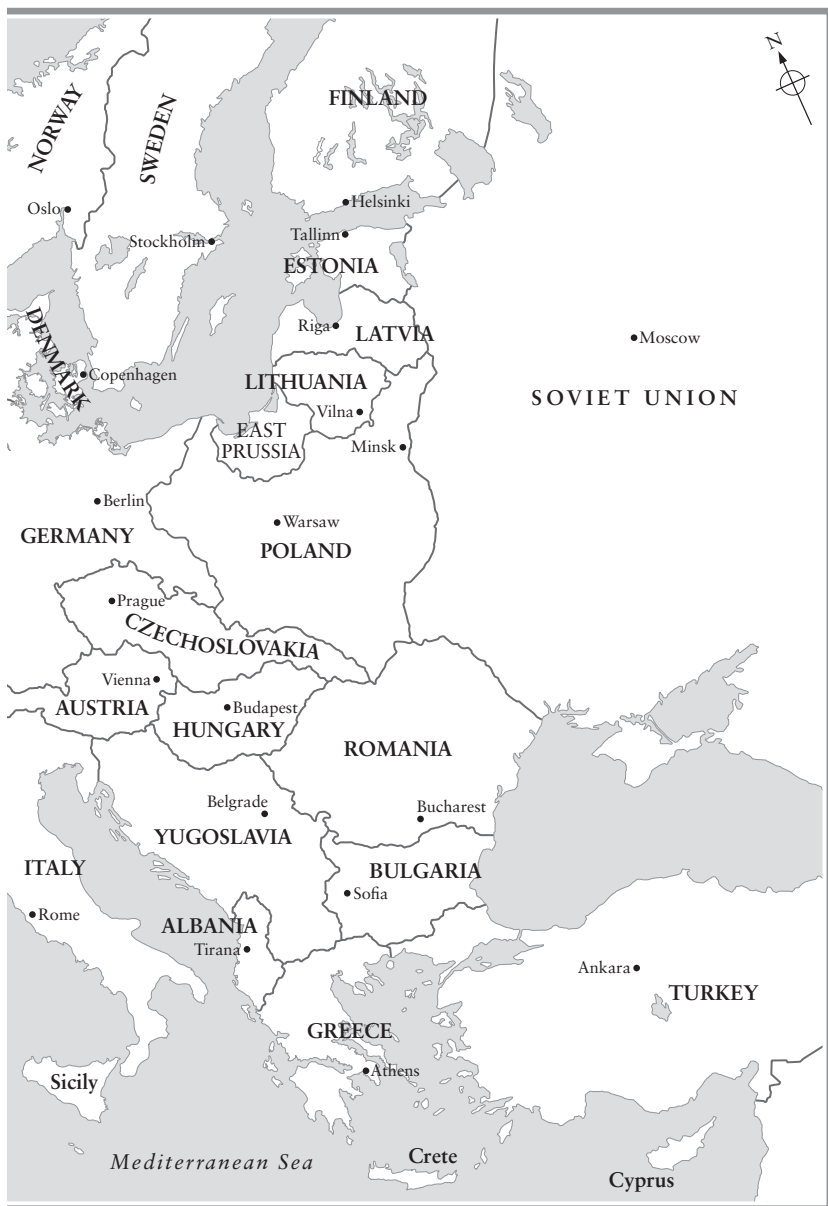 N
NORWAY
SWEDEN
FINLAND
Oslo
Helsinki
Stockholm
Tallinn
ESTONIA
Riga
LATVIA
Moscow
DENMARK
Copenhagen
LITHUANIA
SOVIET UNION
Vilna
EAST
PRUSSIA
Minsk
Berlin
GERMANY
Warsaw
POLAND
Prague
CZECHOSLOVAKIA
Vienna
AUSTRIA
Budapest
HUNGARY
ROMANIA
Belgrade
Bucharest
YUGOSLAVIA
ITALY
BULGARIA
Sofia
Rome
ALBANIA
Tirana
Ankara
TURKEY
GREECE
Athens
Sicily
Mediterranean Sea
Crete
Cyprus